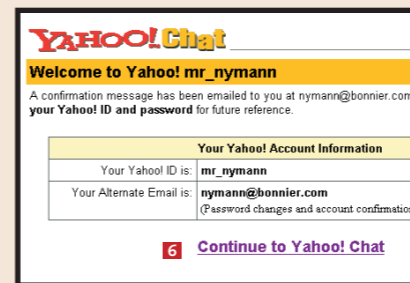 YAHOO! Chat
Welcome to Yahoo! mr_nymann
A confirmation message has been emailed to you at nymann@bonnier.com
your Yahoo! ID and password for future reference.
Your Yahoo! Account Information
Your Yahoo! ID is: mr_nymann
Your Alternate Email is: nymann@bonnier.com
(Password changes and account confirmation
6 Continue to Yahoo! Chat